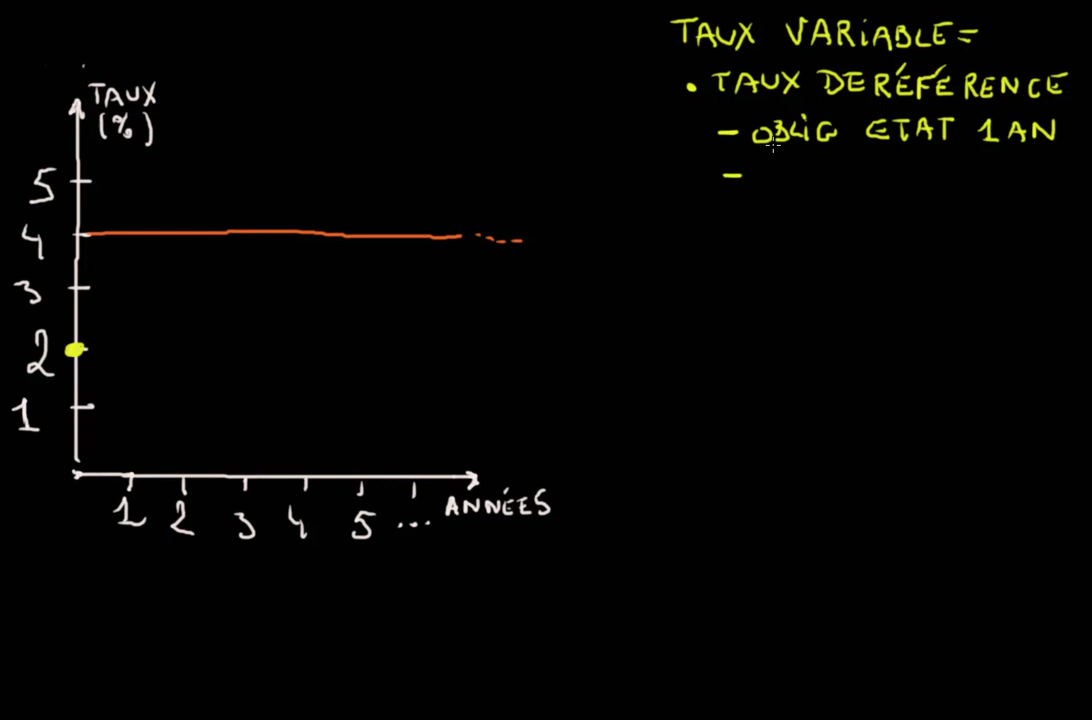 TAUX VARIABLE =
• TAUX DE RÉFÉRENCE
- OBLIG ETAT 1 AN
-
TAUX
(%)
5
4
3
2
1
1 2 3 4 5 ... ANNÉES